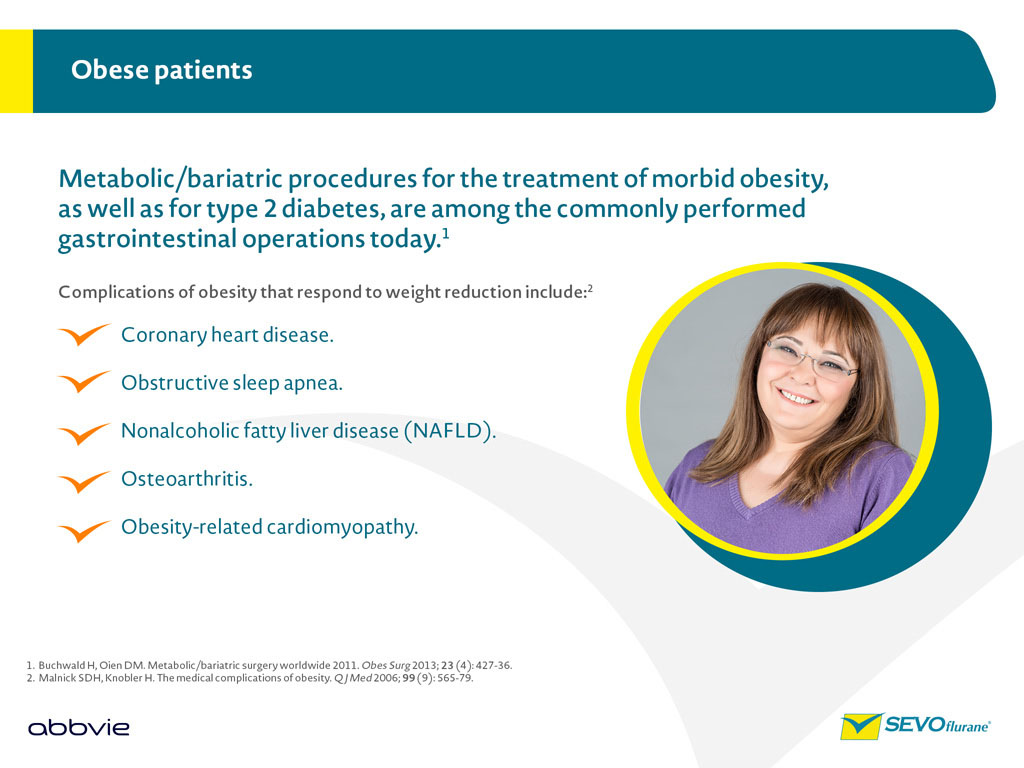 Obese patients
Metabolic/bariatric procedures for the treatment of morbid obesity,
as well as for type 2 diabetes, are among the commonly performed
gastrointestinal operations today.¹
Complications of obesity that respond to weight reduction include:²
Coronary heart disease.
Obstructive sleep apnea.
Nonalcoholic fatty liver disease (NAFLD).
Osteoarthritis.
Obesity-related cardiomyopathy.
1. Buchwald H, Oien DM. Metabolic/bariatric surgery worldwide 2011. Obes Surg 2013; 23 (4): 427-36.
2. Malnick SDH, Knobler H. The medical complications of obesity. Q J Med 2006; 99 (9): 565-79.
abbvie
SEVOflurane®